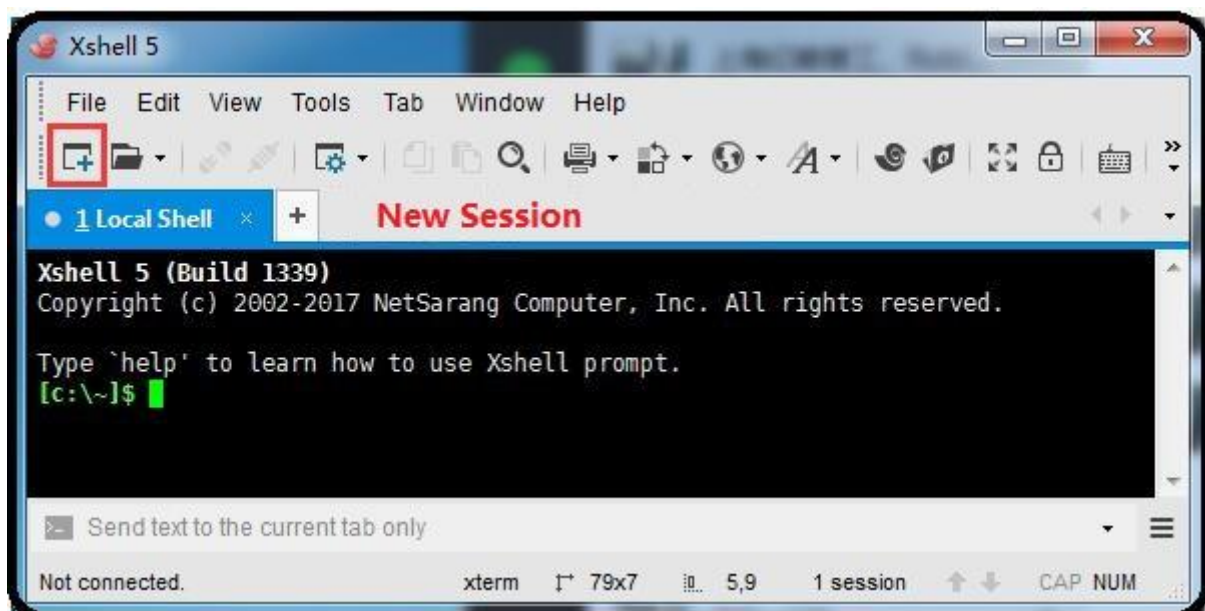 Xshell 5
File Edit View Tools Tab Window Help
1 Local Shell
New Session
Xshell 5 (Build 1339)
Copyright (c) 2002-2017 NetSarang Computer, Inc. All rights reserved.
Type `help' to learn how to use Xshell prompt.
[c:\~]$
Send text to the current tab only
Not connected. xterm 79x7 5,9 1 session CAP NUM